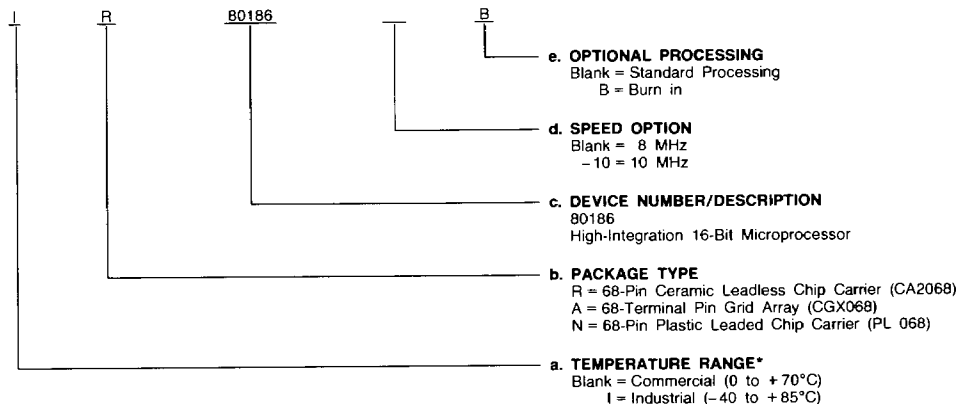 I R 80186 B
e. OPTIONAL PROCESSING
Blank = Standard Processing
B = Burn in
d. SPEED OPTION
Blank = 8 MHz
-10 = 10 MHz
c. DEVICE NUMBER/DESCRIPTION
80186
High-Integration 16-Bit Microprocessor
b. PACKAGE TYPE
R = 68-Pin Ceramic Leadless Chip Carrier (CA2068)
A = 68-Terminal Pin Grid Array (CGX068)
N = 68-Pin Plastic Leaded Chip Carrier (PL 068)
a. TEMPERATURE RANGE*
Blank = Commercial (0 to +70°C)
I = Industrial (-40 to +85°C)